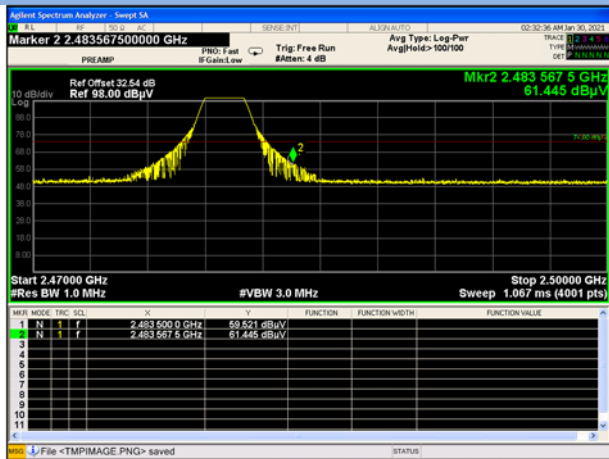 Agilent Spectrum Analyzer - Swept SA
RL RF 50 Ω AC SENSE:INT ALIGN AUTO 02:32:36 AM Jan 30, 2021
Marker 2 2.483567500000 GHz
PREAMP
PNO: Fast
IFGain:Low
Trig: Free Run
#Atten: 4 dB
Avg Type: Log-Pwr
Avg|Hold:> 100/100
TRACE 1 2 3 4 5 6
TYPE
DET P N N N N N
Mkr2 2.483 567 5 GHz
61.445 dBµV
Ref Offset 32.54 dB
10 dB/div Ref 98.00 dBµV
Log
88.0
78.0
68.0
58.0
48.0
38.0
28.0
18.0
8.00
2
Start 2.47000 GHz Stop 2.50000 GHz
#Res BW 1.0 MHz #VBW 3.0 MHz Sweep 1.067 ms (4001 pts)
MKR MODE TRC SCL X Y FUNCTION FUNCTION WIDTH FUNCTION VALUE
1 N 1 f 2.483 500 0 GHz 59.521 dBµV
2 N 1 f 2.483 567 5 GHz 61.445 dBµV
3
4
5
6
7
8
9
10
11
MSG File <TMPIMAGE.PNG> saved STATUS